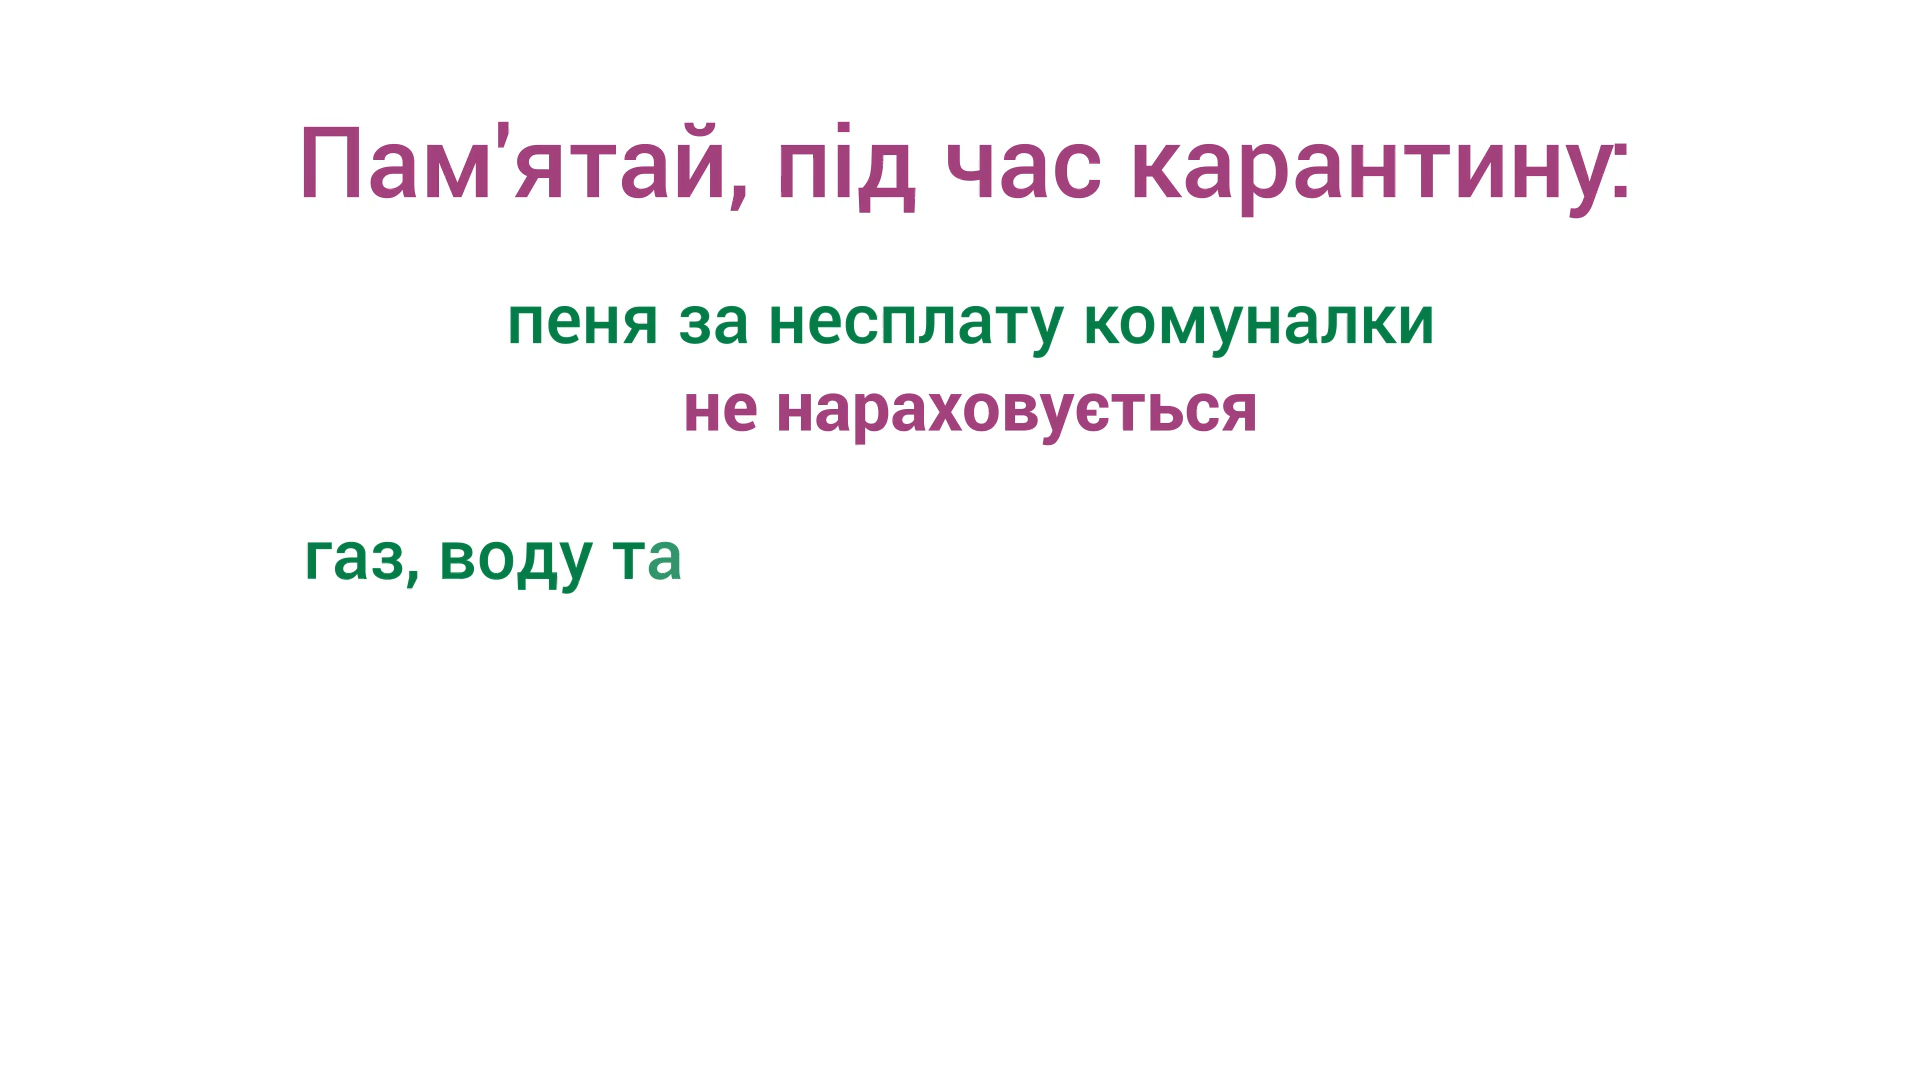 Пам'ятай, під час карантину:
пеня за несплату комуналки
не нараховується
газ, воду та